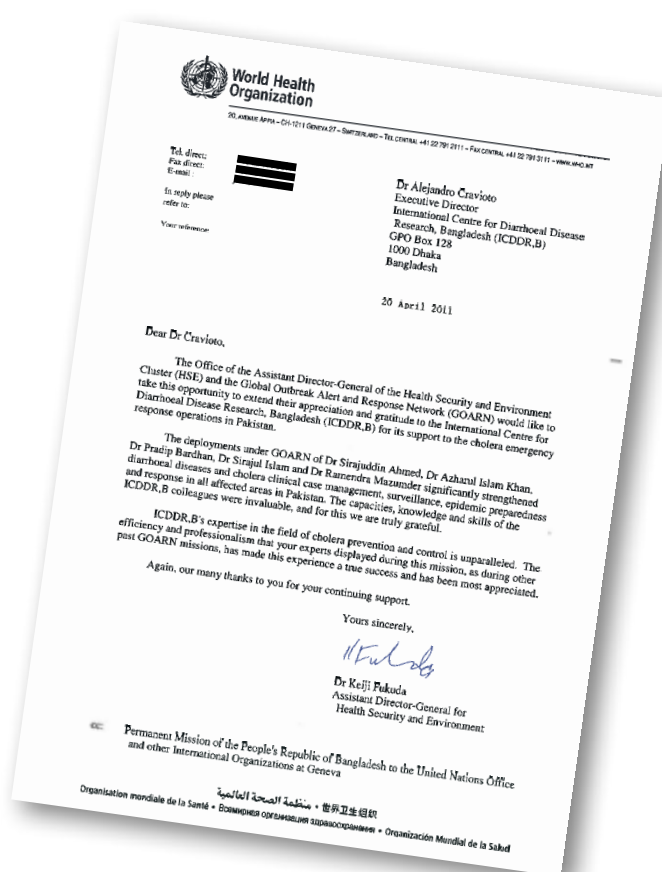 World Health
Organization
20, AVENUE APPIA – CH-1211 GENEVA 27 – SWITZERLAND – TEL CENTRAL +41 22 791 2111 – FAX CENTRAL +41 22 791 3111 – WWW.WHO.INT
Tel. direct:
Fax direct:
E-mail :
In reply please
refer to:
Your reference:
Dr Alejandro Cravioto
Executive Director
International Centre for Diarrhoeal Disease
Research, Bangladesh (ICDDR,B)
GPO Box 128
1000 Dhaka
Bangladesh
20 April 2011
Dear Dr Cravioto,
The Office of the Assistant Director-General of the Health Security and Environment
Cluster (HSE) and the Global Outbreak Alert and Response Network (GOARN) would like to
take this opportunity to extend their appreciation and gratitude to the International Centre for
Diarrhoeal Disease Research, Bangladesh (ICDDR,B) for its support to the cholera emergency
response operations in Pakistan.
The deployments under GOARN of Dr Sirajuddin Ahmed, Dr Azharul Islam Khan,
Dr Pradip Bardhan, Dr Sirajul Islam and Dr Ramendra Mazumder significantly strengthened
diarrhoeal diseases and cholera clinical case management, surveillance, epidemic preparedness
and response in all affected areas in Pakistan. The capacities, knowledge and skills of the
ICDDR,B colleagues were invaluable, and for this we are truly grateful.
ICDDR,B's expertise in the field of cholera prevention and control is unparalleled. The
efficiency and professionalism that your experts displayed during this mission, as during other
past GOARN missions, has made this experience a true success and has been most appreciated.
Again, our many thanks to you for your continuing support.
Yours sincerely,
Dr Keiji Fukuda
Assistant Director-General for
Health Security and Environment
cc: Permanent Mission of the People's Republic of Bangladesh to the United Nations Office
and other International Organizations at Geneva
منظمة الصحة العالمية • 世界卫生组织
Organisation mondiale de la Santé • Всемирная организация здравоохранения • Organización Mundial de la Salud